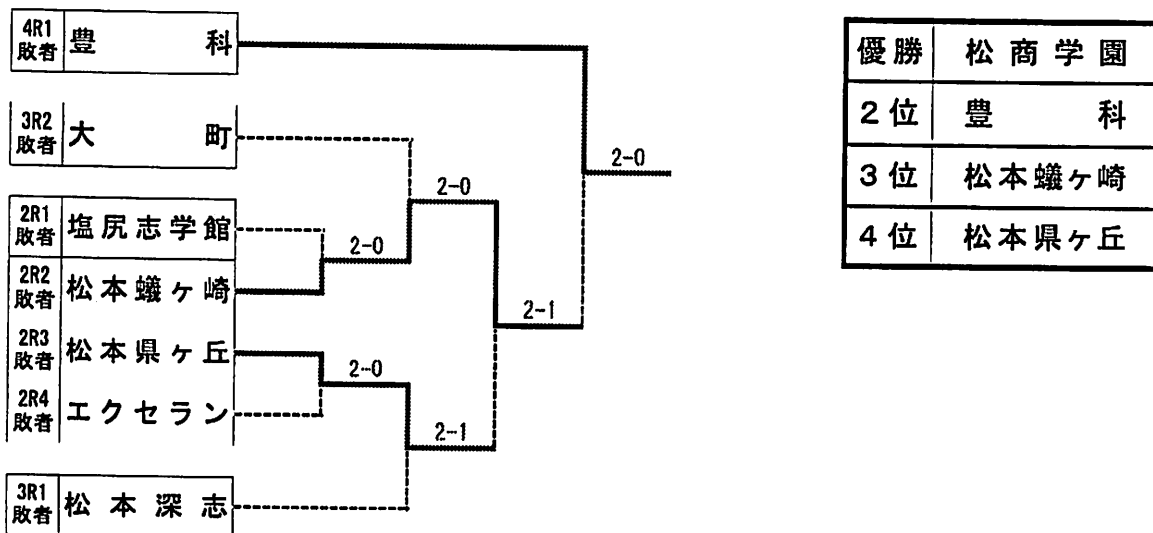 4R1
敗者
豊科
3R2
敗者
大町
2R1
敗者
塩尻志学館
2R2
敗者
松本蟻ヶ崎
2R3
敗者
松本県ヶ丘
2R4
敗者
エクセラン
3R1
敗者
松本深志
2-0
2-0
2-0
2-1
2-0
2-1
優勝 松商学園
2位 豊科
3位 松本蟻ヶ崎
4位 松本県ヶ丘